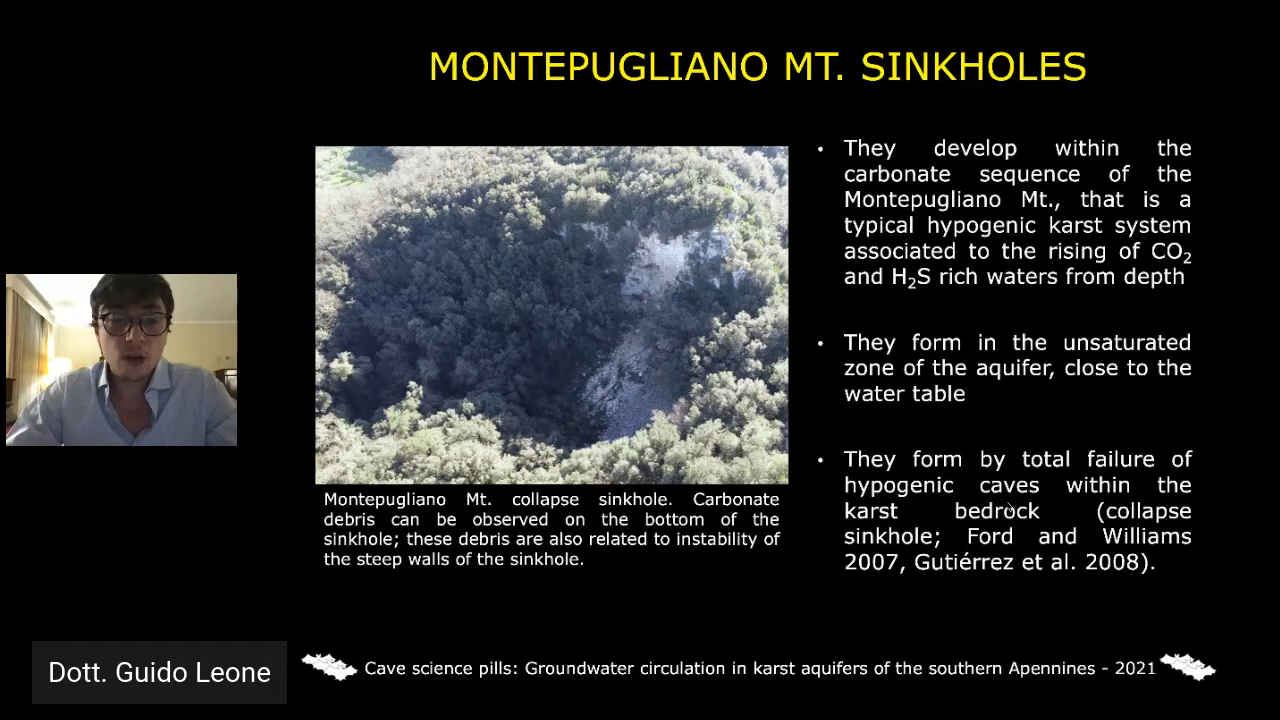 MONTEPUGLIANO MT. SINKHOLES
• They develop within the
carbonate sequence of the
Montepugliano Mt., that is a
typical hypogenic karst system
associated to the rising of CO₂
and H₂S rich waters from depth
• They form in the unsaturated
zone of the aquifer, close to the
water table
• They form by total failure of
hypogenic caves within the
karst bedrock (collapse
sinkhole; Ford and Williams
2007, Gutiérrez et al. 2008).
Montepugliano Mt. collapse sinkhole. Carbonate
debris can be observed on the bottom of the
sinkhole; these debris are also related to instability of
the steep walls of the sinkhole.
Dott. Guido Leone
Cave science pills: Groundwater circulation in karst aquifers of the southern Apennines - 2021